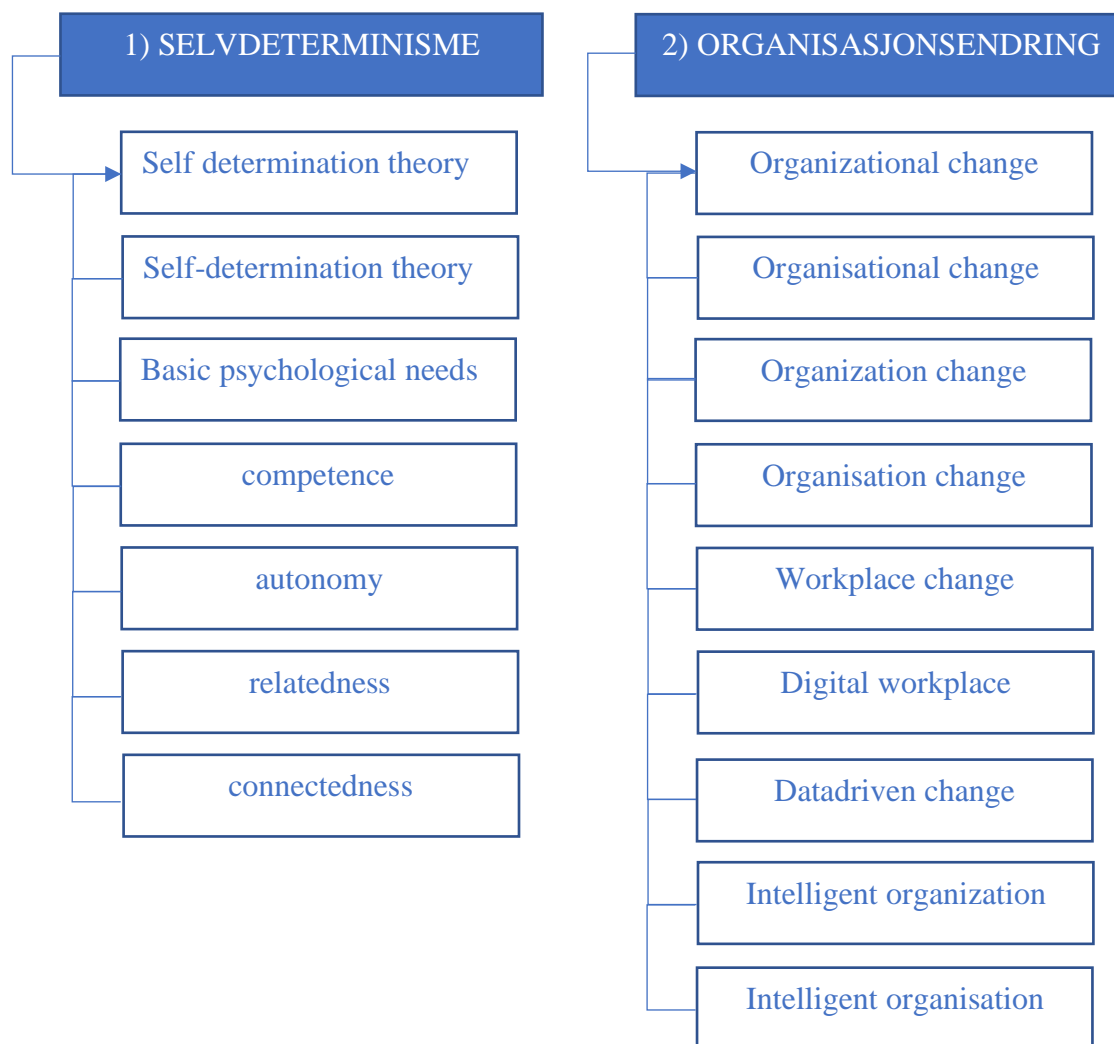 1) SELVDETERMINISME
Self determination theory
Self-determination theory
Basic psychological needs
competence
autonomy
relatedness
connectedness
2) ORGANISASJONSENDRING
Organizational change
Organisational change
Organization change
Organisation change
Workplace change
Digital workplace
Datadriven change
Intelligent organization
Intelligent organisation